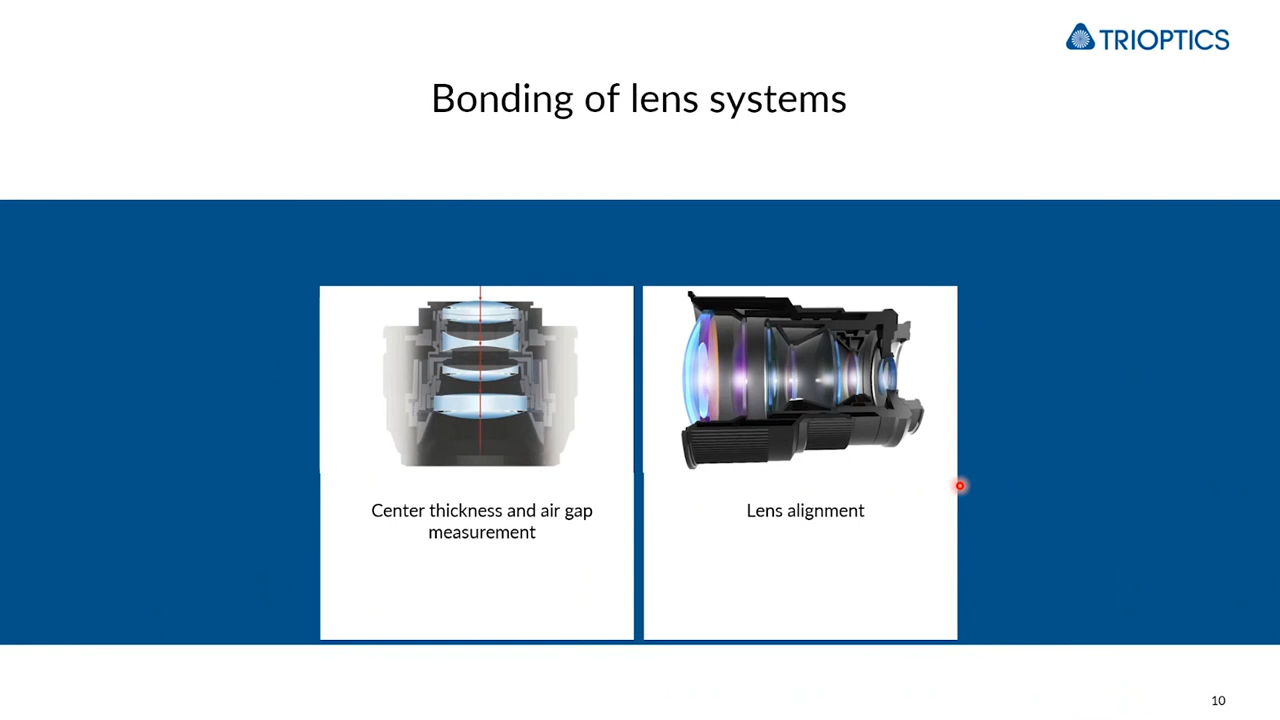 TRIOPTICS
Bonding of lens systems
Center thickness and air gap
measurement
Lens alignment
10